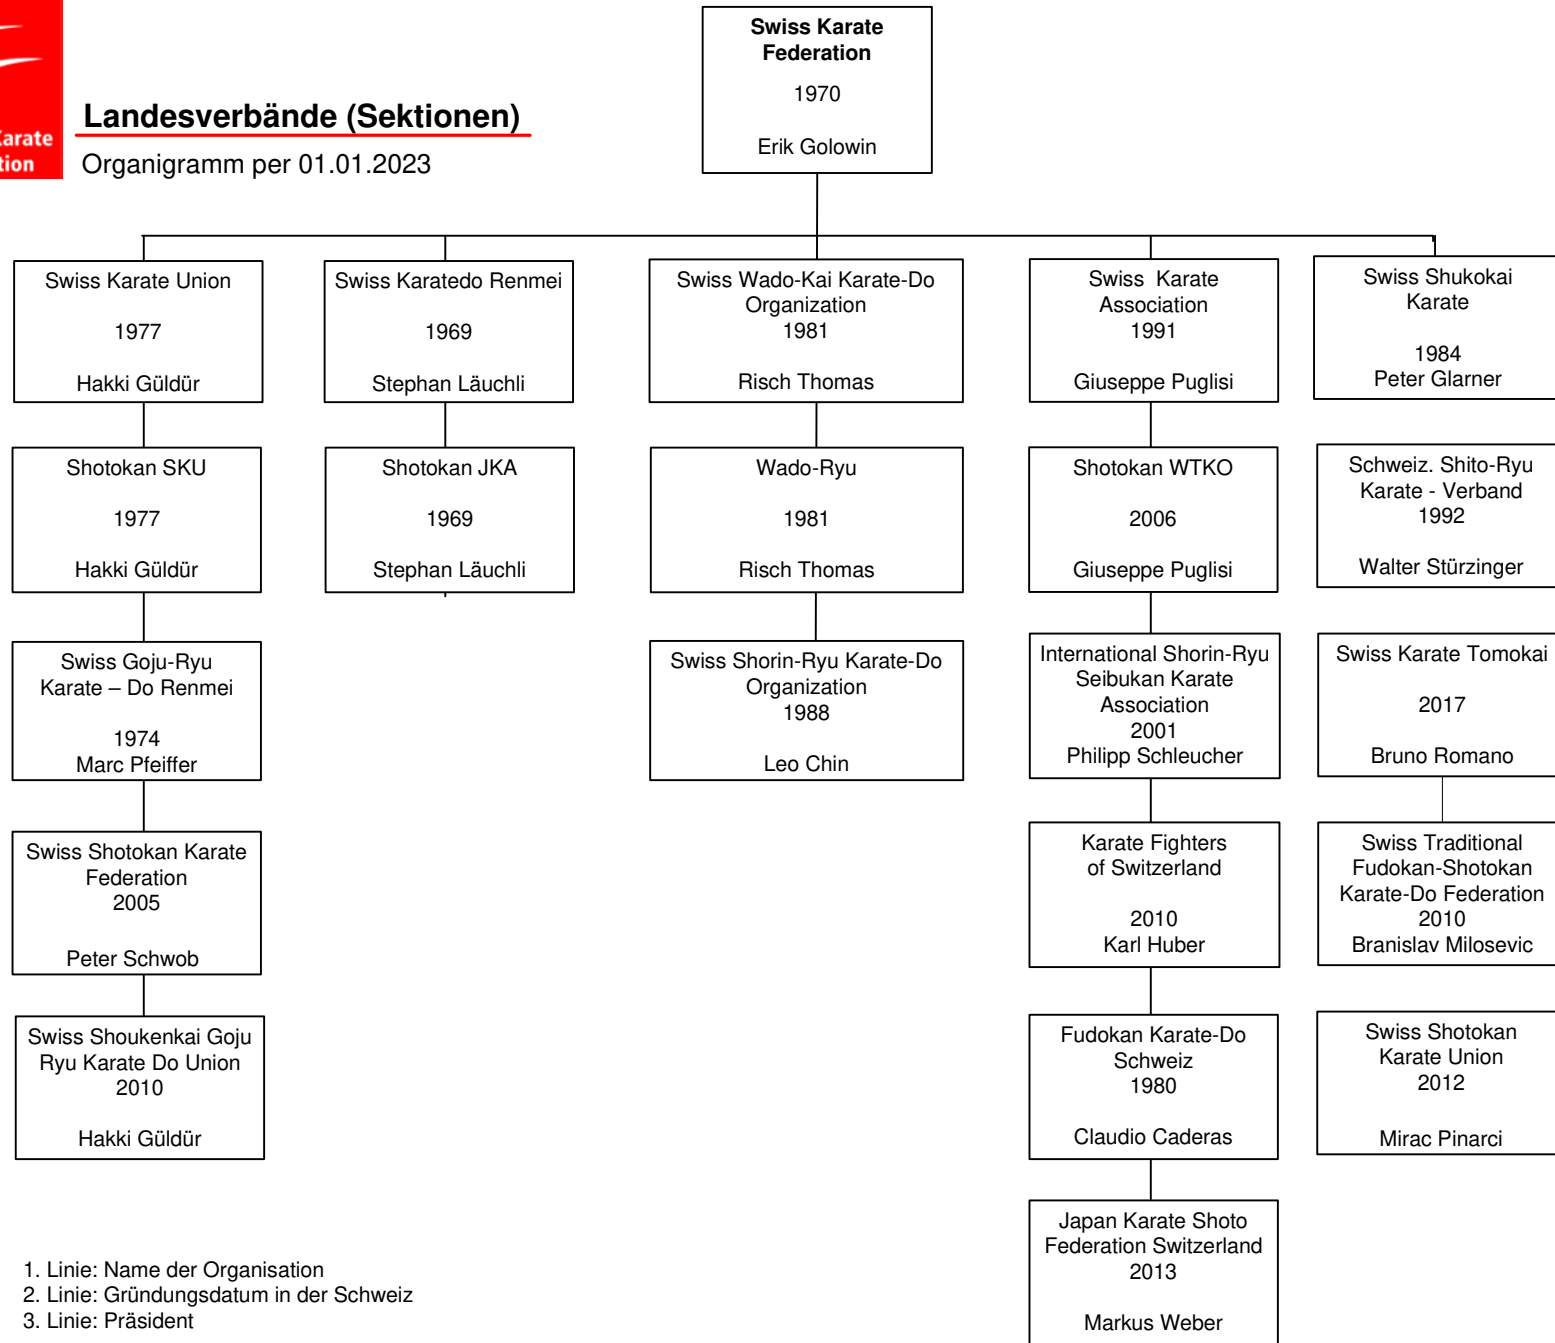 Karate
tion
Landesverbände (Sektionen)
Organigramm per 01.01.2023
Swiss Karate
Federation
1970
Erik Golowin
Swiss Karate Union
1977
Hakki Güldür
Shotokan SKU
1977
Hakki Güldür
Swiss Goju-Ryu
Karate – Do Renmei
1974
Marc Pfeiffer
Swiss Shotokan Karate
Federation
2005
Peter Schwob
Swiss Shoukenkai Goju
Ryu Karate Do Union
2010
Hakki Güldür
Swiss Karatedo Renmei
1969
Stephan Läuchli
Shotokan JKA
1969
Stephan Läuchli
Swiss Wado-Kai Karate-Do
Organization
1981
Risch Thomas
Wado-Ryu
1981
Risch Thomas
Swiss Shorin-Ryu Karate-Do
Organization
1988
Leo Chin
Swiss Karate
Association
1991
Giuseppe Puglisi
Shotokan WTKO
2006
Giuseppe Puglisi
International Shorin-Ryu
Seibukan Karate
Association
2001
Philipp Schleucher
Karate Fighters
of Switzerland
2010
Karl Huber
Fudokan Karate-Do
Schweiz
1980
Claudio Caderas
Japan Karate Shoto
Federation Switzerland
2013
Markus Weber
Swiss Shukokai
Karate
1984
Peter Glarner
Schweiz. Shito-Ryu
Karate - Verband
1992
Walter Stürzinger
Swiss Karate Tomokai
2017
Bruno Romano
Swiss Traditional
Fudokan-Shotokan
Karate-Do Federation
2010
Branislav Milosevic
Swiss Shotokan
Karate Union
2012
Mirac Pinarci
1. Linie: Name der Organisation
2. Linie: Gründungsdatum in der Schweiz
3. Linie: Präsident